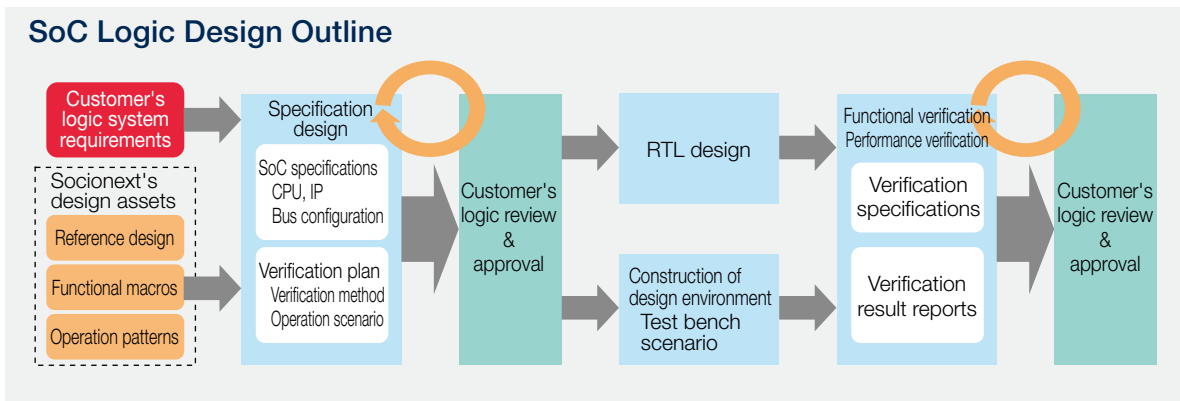 SoC Logic Design Outline
Customer's
logic system
requirements
Socionext's
design assets
Reference design
Functional macros
Operation patterns
Specification
design
SoC specifications
CPU, IP
Bus configuration
Verification plan
Verification method
Operation scenario
Customer's
logic review
&
approval
RTL design
Construction of
design environment
Test bench
scenario
Functional verification
Performance verification
Verification
specifications
Verification
result reports
Customer's
logic review
&
approval